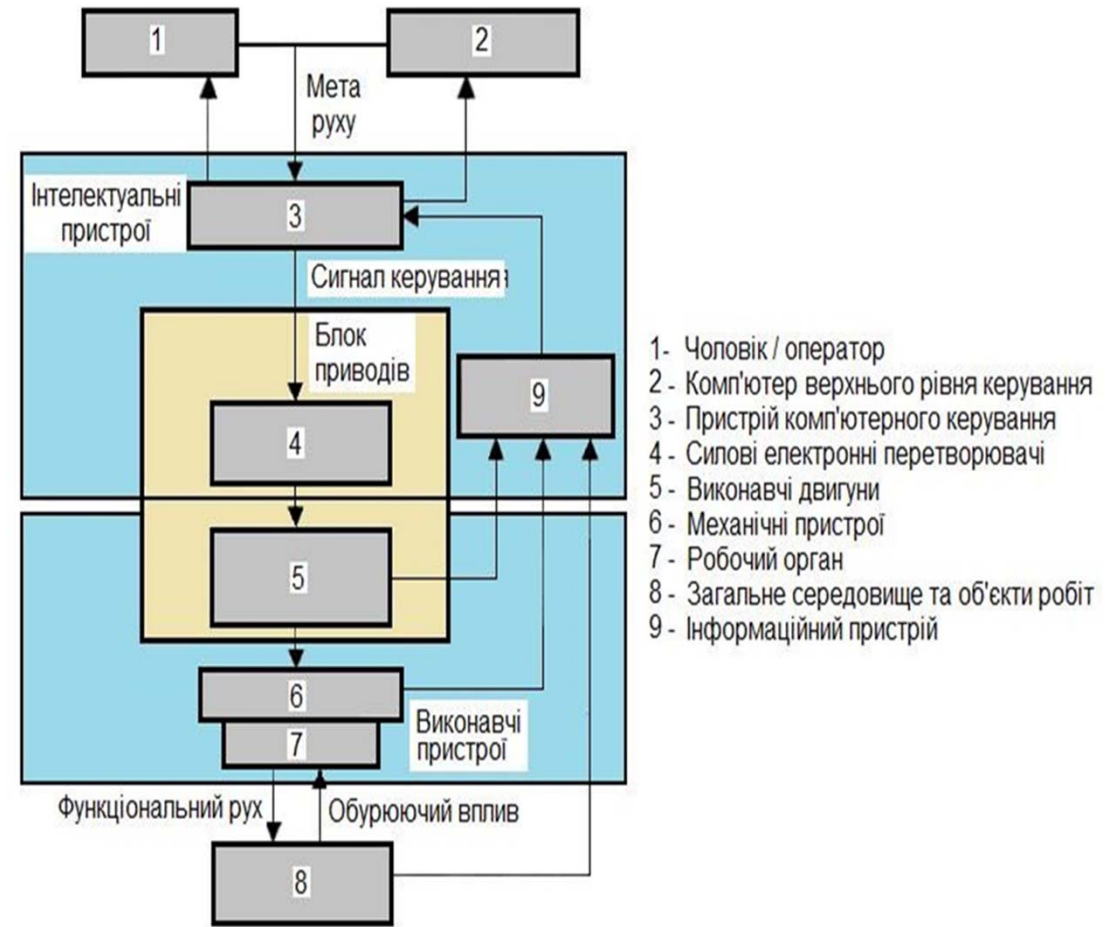 1
2
Мета
руху
Інтелектуальні
пристрої
3
Сигнал керування
Блок
приводів
4
9
5
6
7
Виконавчі
пристрої
Функціональний рух
Обурюючий вплив
8
1- Чоловік / оператор
2 - Комп'ютер верхнього рівня керування
3 - Пристрій комп'ютерного керування
4 - Силові електронні перетворювачі
5 - Виконавчі двигуни
6 - Механічні пристрої
7 - Робочий орган
8 - Загальне середовище та об'єкти робіт
9 - Інформаційний пристрій